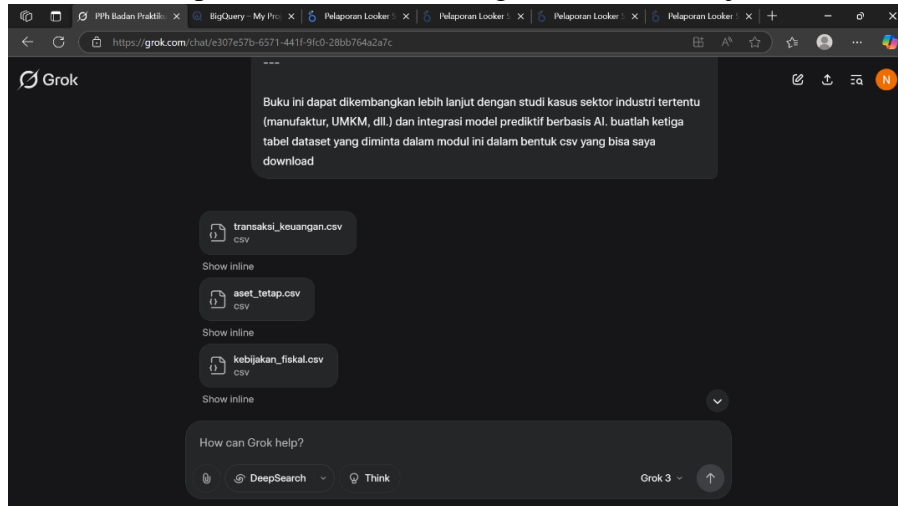 PPh Badan Praktik
BigQuery – My Pro
Pelaporan Looker S
Pelaporan Looker S
Pelaporan Looker S
Pelaporan Looker S
https://grok.com/chat/e307e57b-6571-441f-9fc0-28bb764a2a7c
Grok
N
---
Buku ini dapat dikembangkan lebih lanjut dengan studi kasus sektor industri tertentu
(manufaktur, UMKM, dll.) dan integrasi model prediktif berbasis AI. buatlah ketiga
tabel dataset yang diminta dalam modul ini dalam bentuk csv yang bisa saya
download
transaksi_keuangan.csv
csv
Show inline
aset_tetap.csv
csv
Show inline
kebijakan_fiskal.csv
csv
Show inline
How can Grok help?
DeepSearch
Think
Grok 3